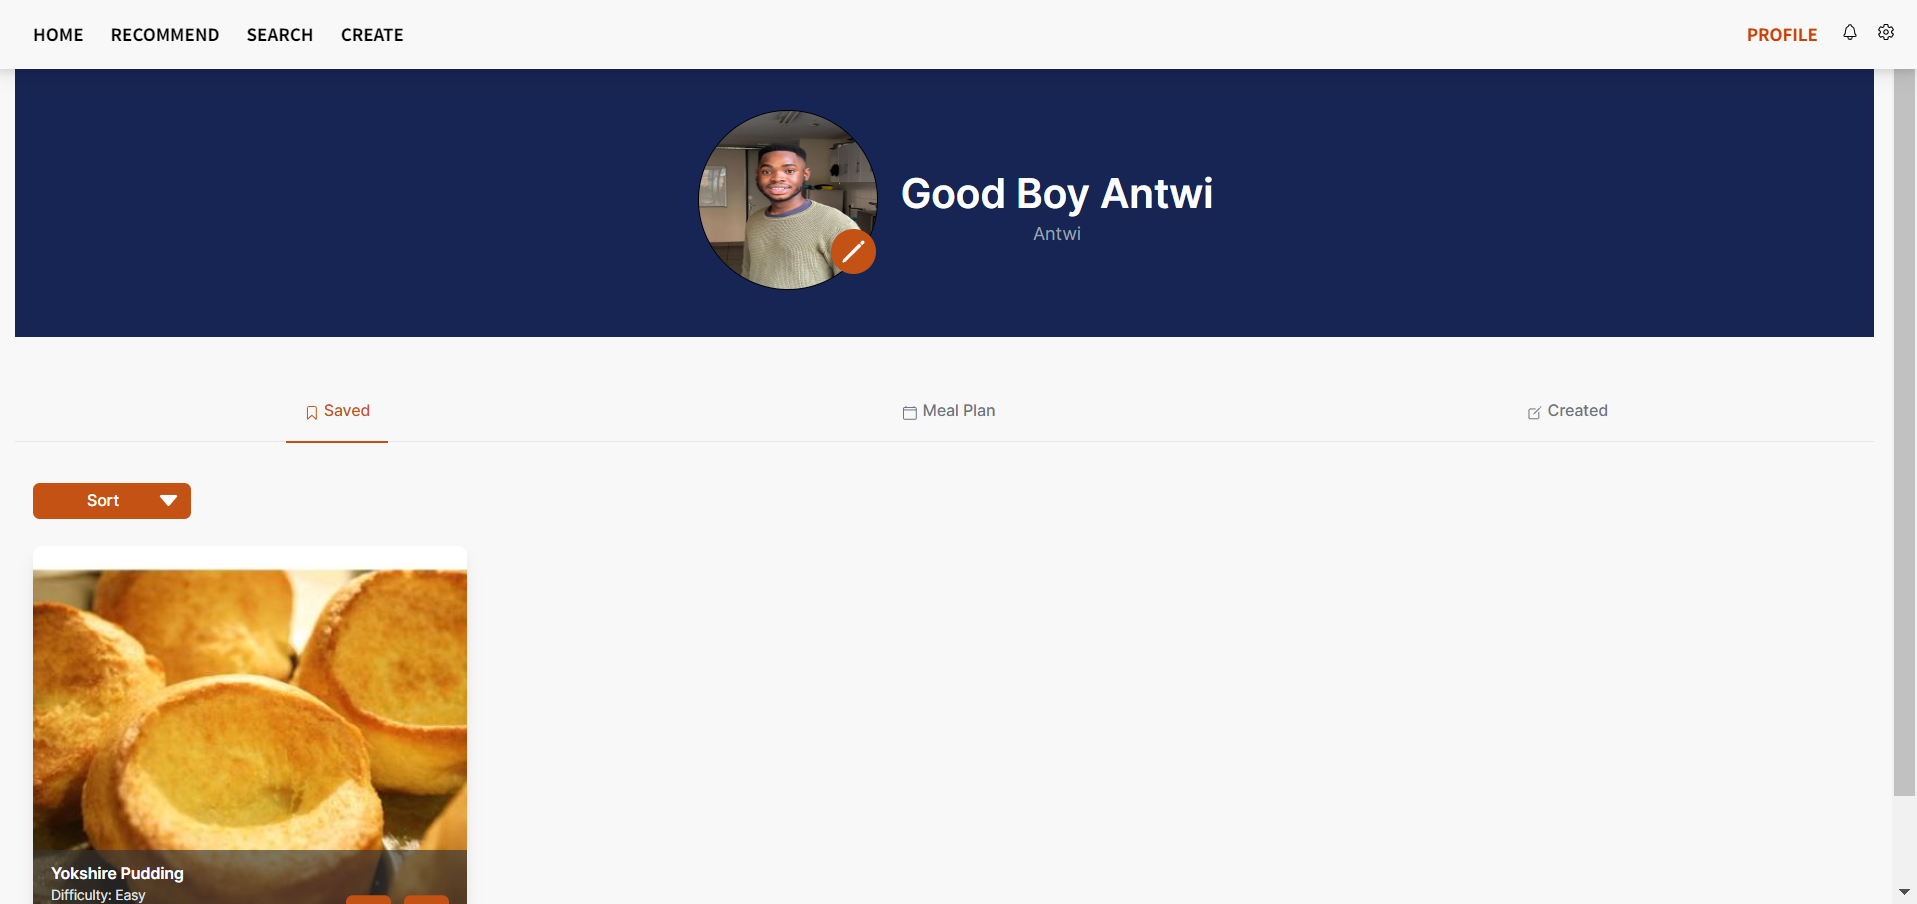 HOME RECOMMEND SEARCH CREATE PROFILE
Good Boy Antwi
Antwi
Saved Meal Plan Created
Sort
Yokshire Pudding
Difficulty: Easy